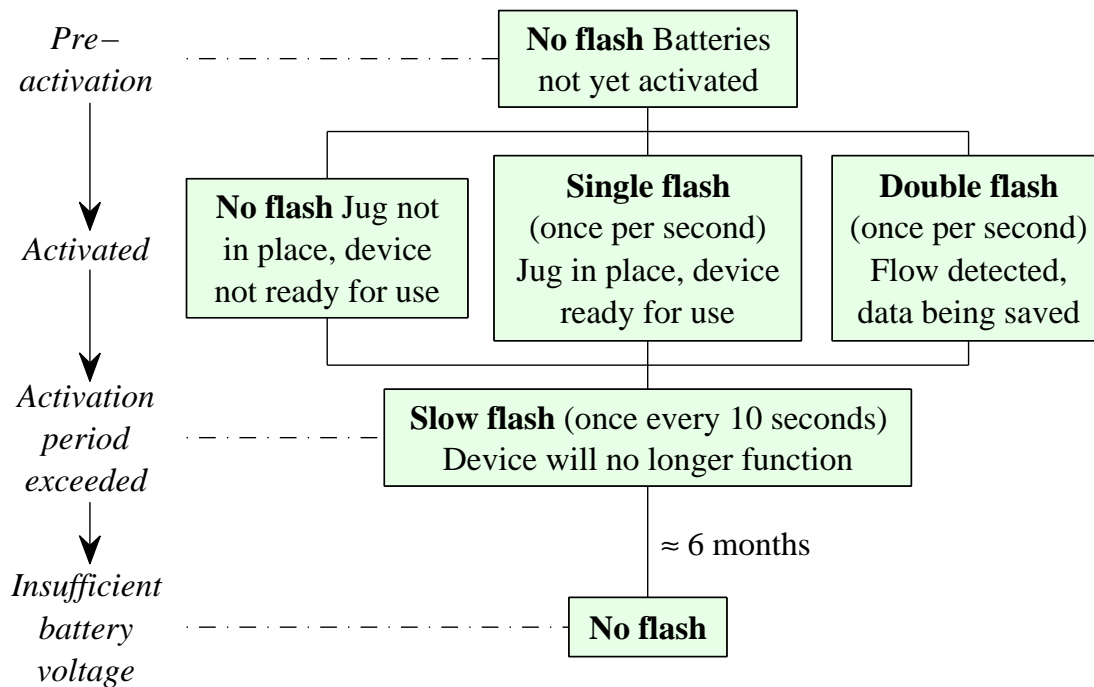 Pre–
activation
No flash Batteries
not yet activated
Activated
No flash Jug not
in place, device
not ready for use
Single flash
(once per second)
Jug in place, device
ready for use
Double flash
(once per second)
Flow detected,
data being saved
Activation
period
exceeded
Slow flash (once every 10 seconds)
Device will no longer function
≈ 6 months
Insufficient
battery
voltage
No flash